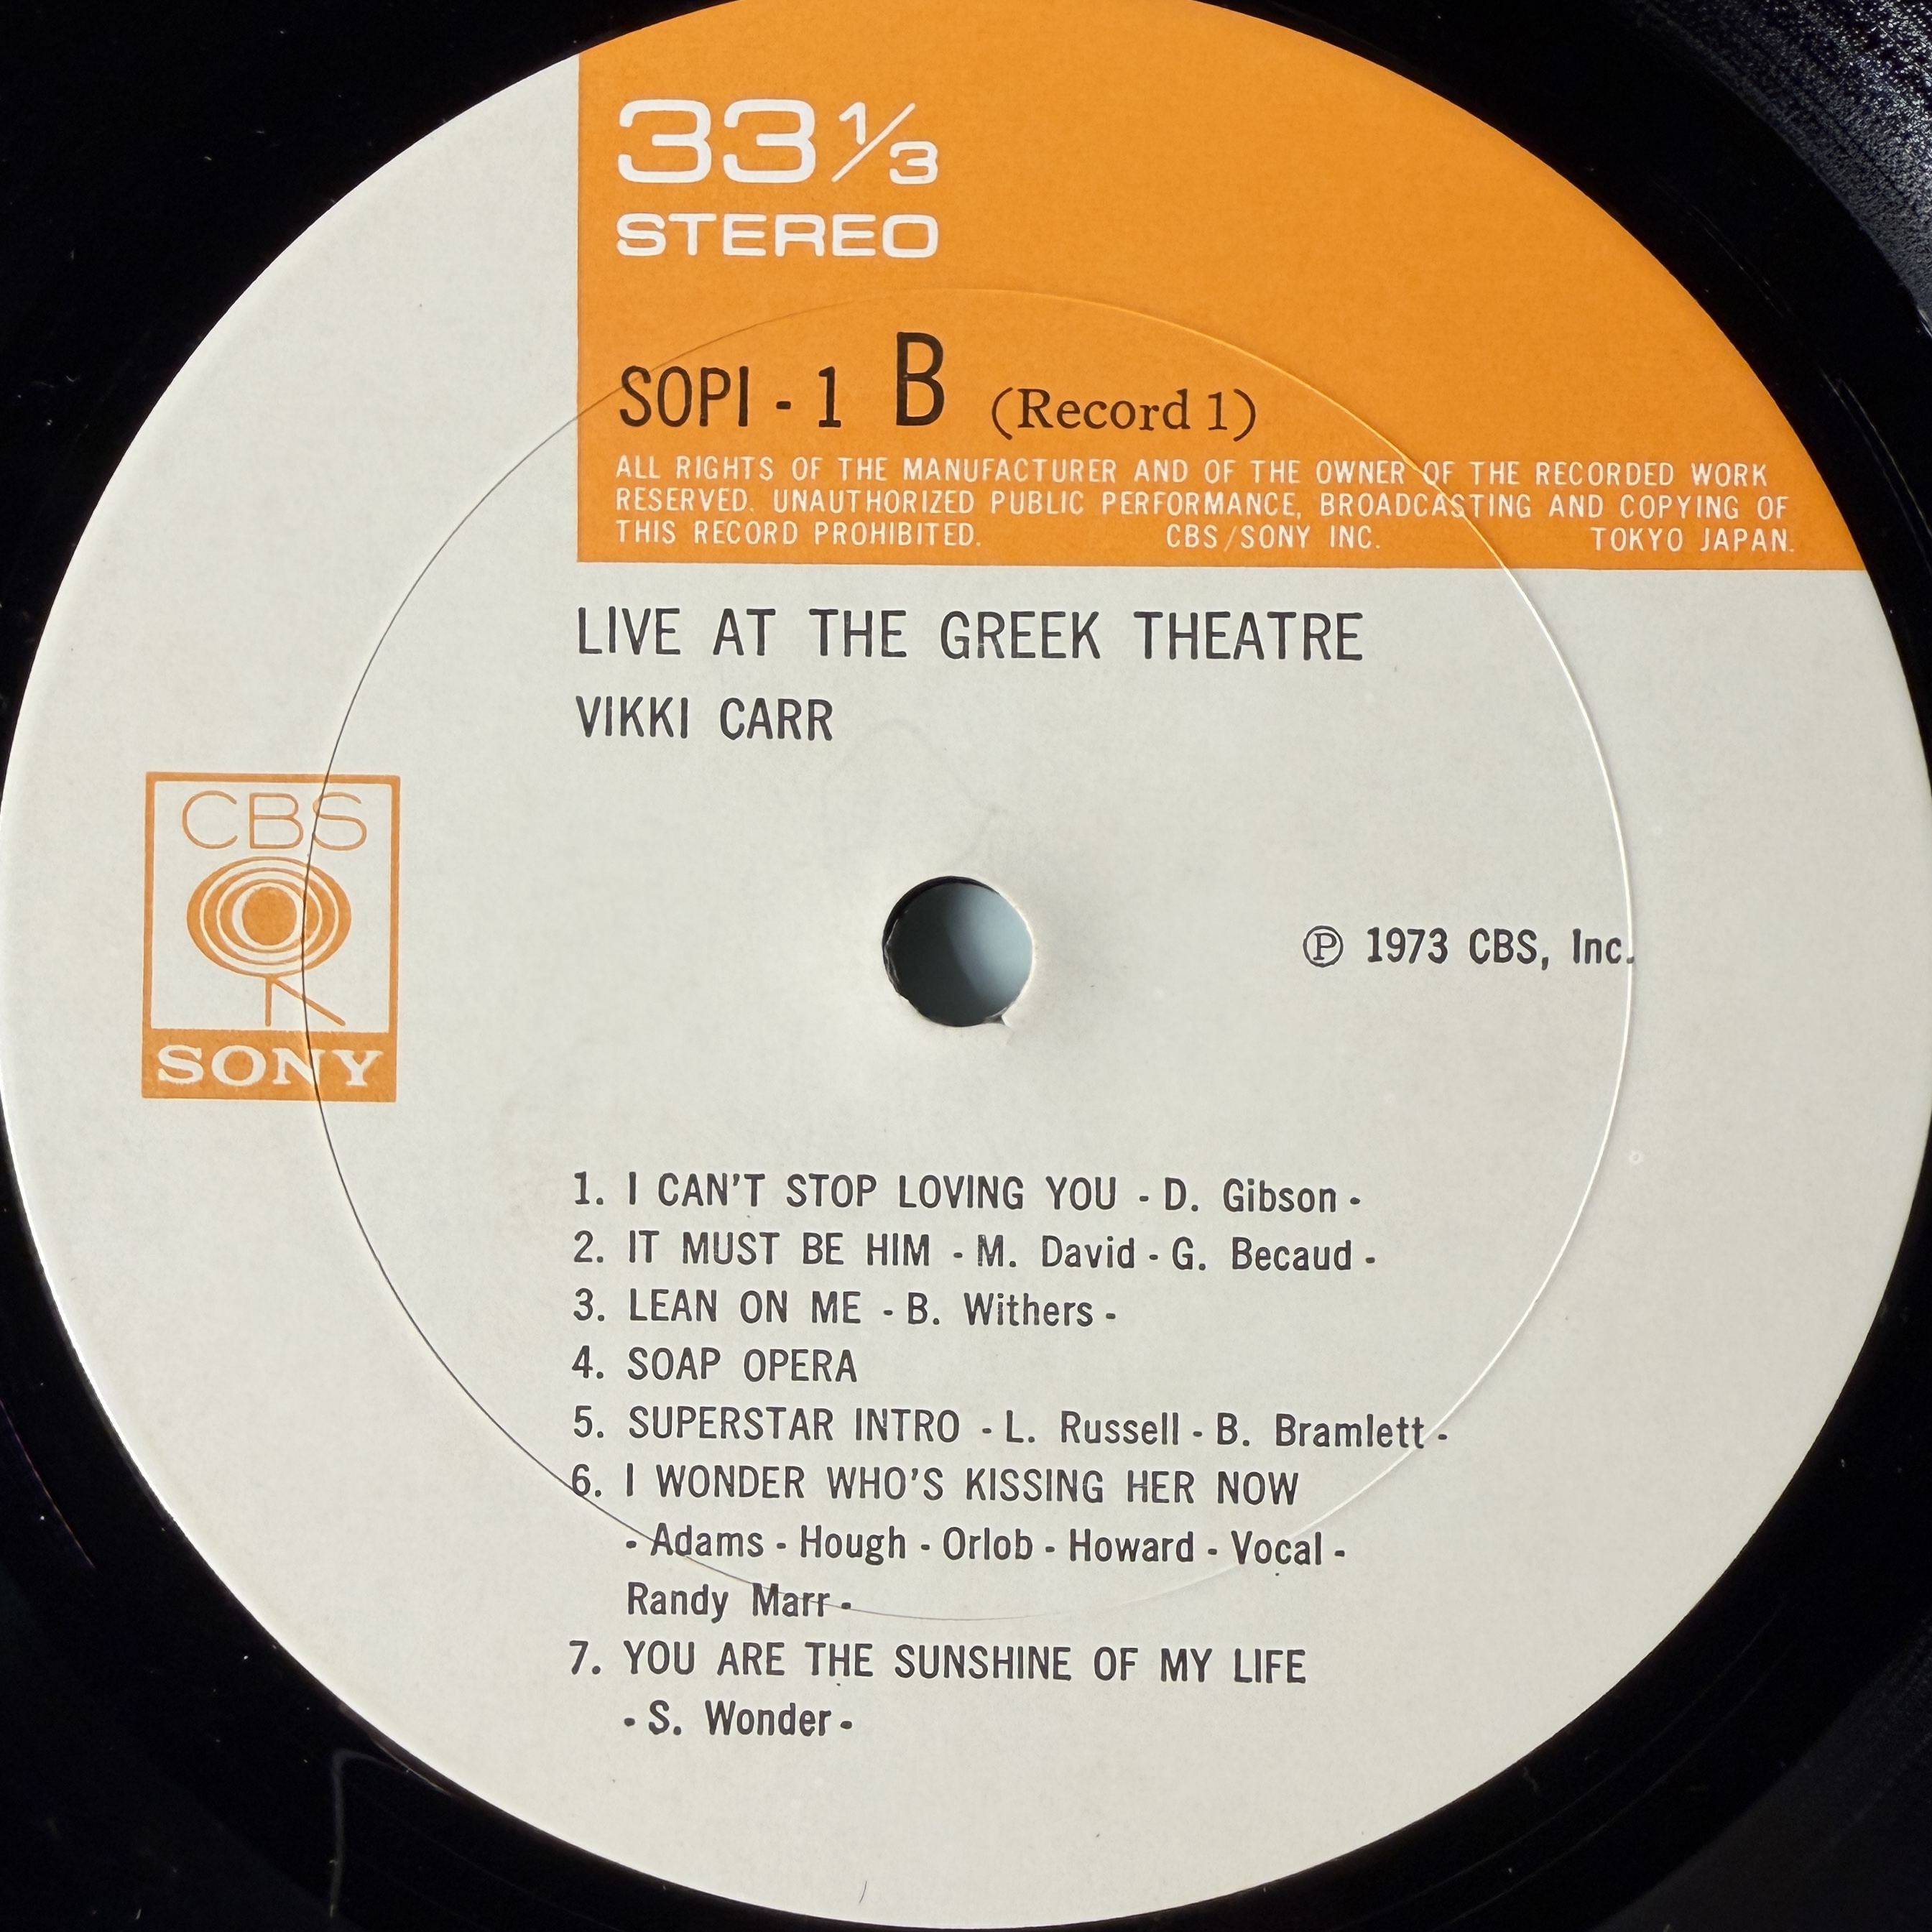 33 1/3
STEREO
SOPI - 1 B (Record 1)
ALL RIGHTS OF THE MANUFACTURER AND OF THE OWNER OF THE RECORDED WORK
RESERVED. UNAUTHORIZED PUBLIC PERFORMANCE, BROADCASTING AND COPYING OF
THIS RECORD PROHIBITED. CBS/SONY INC. TOKYO JAPAN.
LIVE AT THE GREEK THEATRE
VIKKI CARR
CBS
SONY
Ⓟ 1973 CBS, Inc.
1. I CAN'T STOP LOVING YOU - D. Gibson -
2. IT MUST BE HIM - M. David - G. Becaud -
3. LEAN ON ME - B. Withers -
4. SOAP OPERA
5. SUPERSTAR INTRO - L. Russell - B. Bramlett -
6. I WONDER WHO'S KISSING HER NOW
- Adams - Hough - Orlob - Howard - Vocal -
Randy Marr -
7. YOU ARE THE SUNSHINE OF MY LIFE
- S. Wonder -